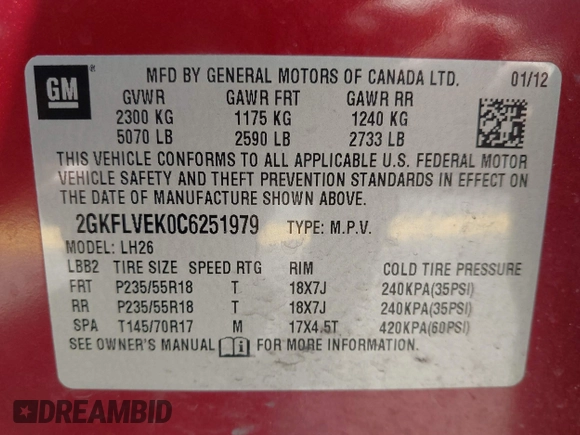 GM ®
MFD BY GENERAL MOTORS OF CANADA LTD. 01/12
GVWR GAWR FRT GAWR RR
2300 KG 1175 KG 1240 KG
5070 LB 2590 LB 2733 LB
THIS VEHICLE CONFORMS TO ALL APPLICABLE U.S. FEDERAL MOTOR
VEHICLE SAFETY AND THEFT PREVENTION STANDARDS IN EFFECT ON
THE DATE OF MANUFACTURE SHOWN ABOVE.
2GKFLVEK0C6251979 TYPE: M.P.V.
MODEL: LH26
LBB2 TIRE SIZE SPEED RTG RIM COLD TIRE PRESSURE
FRT P235/55R18 T 18X7J 240KPA(35PSI)
RR P235/55R18 T 18X7J 240KPA(35PSI)
SPA T145/70R17 M 17X4.5T 420KPA(60PSI)
SEE OWNER'S MANUAL i FOR MORE INFORMATION.
DREAMBID